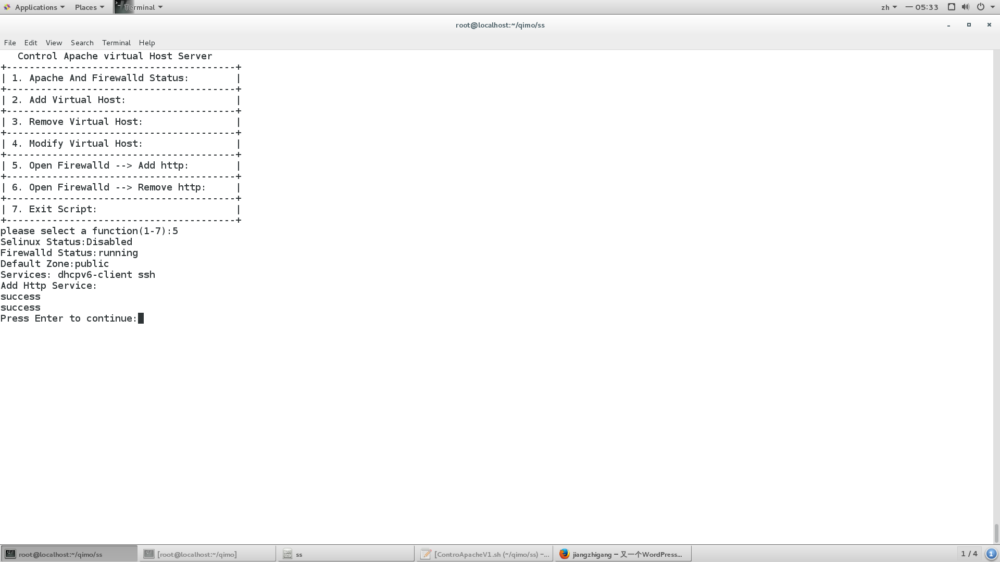 Applications Places Terminal zh 一 05:33
root@localhost:~/qimo/ss
File Edit View Search Terminal Help
Control Apache virtual Host Server
+----------------------------------------+
| 1. Apache And Firewalld Status: |
+----------------------------------------+
| 2. Add Virtual Host: |
+----------------------------------------+
| 3. Remove Virtual Host: |
+----------------------------------------+
| 4. Modify Virtual Host: |
+----------------------------------------+
| 5. Open Firewalld --> Add http: |
+----------------------------------------+
| 6. Open Firewalld --> Remove http: |
+----------------------------------------+
| 7. Exit Script: |
+----------------------------------------+
please select a function(1-7):5
Selinux Status:Disabled
Firewalld Status:running
Default Zone:public
Services: dhcpv6-client ssh
Add Http Service:
success
success
Press Enter to continue:
root@localhost:~/qimo/ss [root@localhost:~/qimo] ss [ControApacheV1.sh (~/qimo/ss) –... jiangzhigang – 又一个WordPress... 1 / 4 1